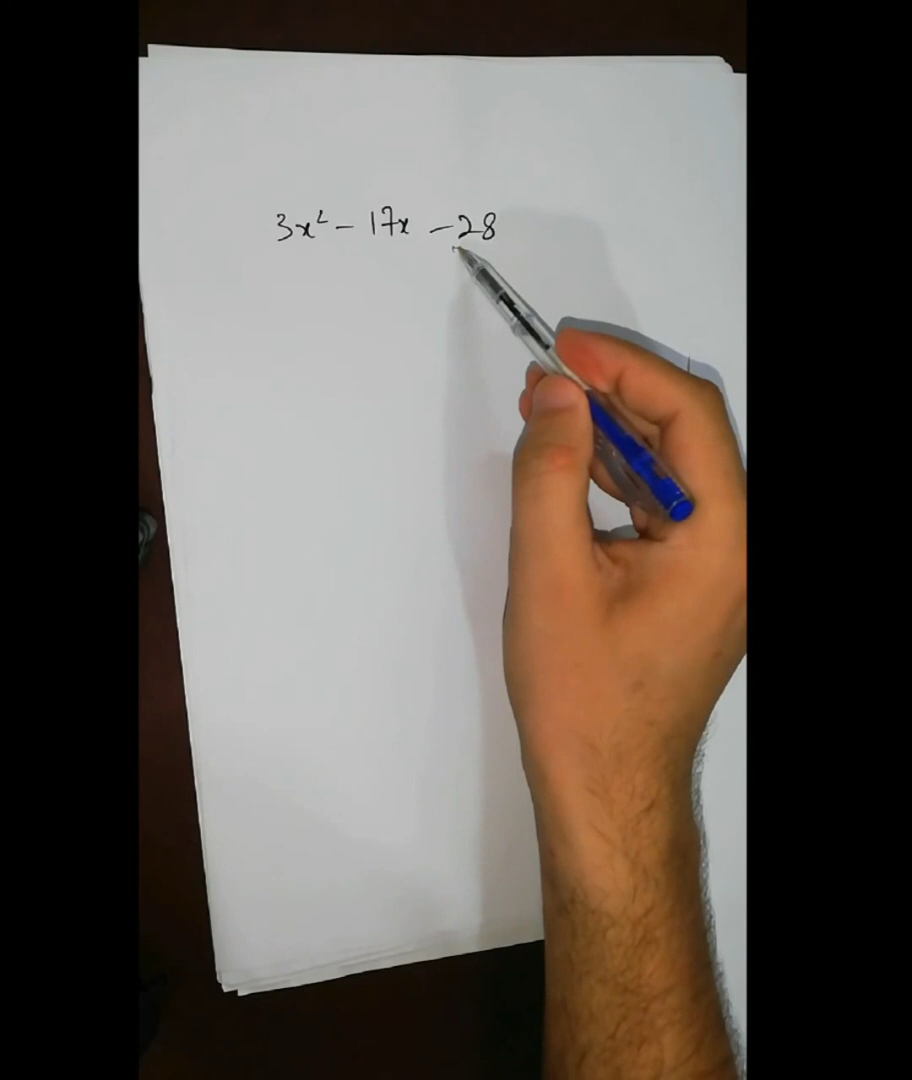 3x² - 17x - 28